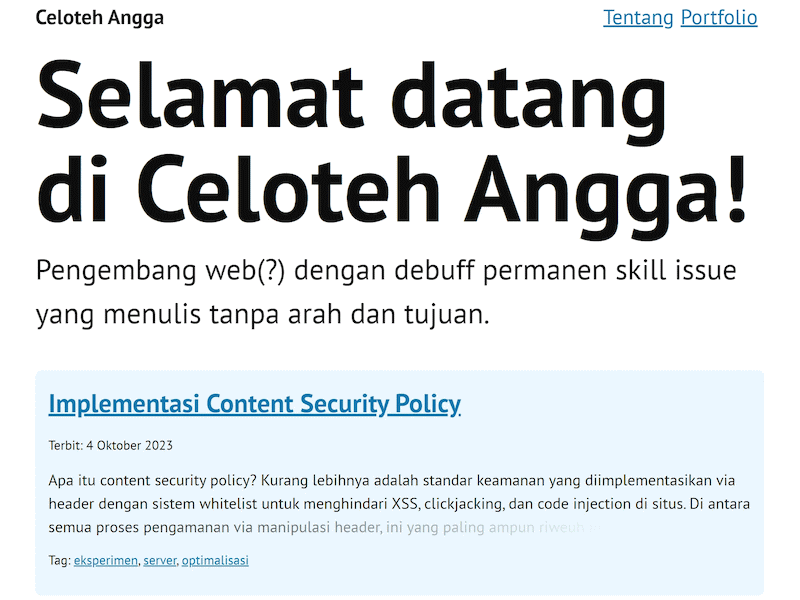 Celoteh Angga
Tentang Portfolio
Selamat datang
di Celoteh Angga!
Pengembang web(?) dengan debuff permanen skill issue
yang menulis tanpa arah dan tujuan.
Implementasi Content Security Policy
Terbit: 4 Oktober 2023
Apa itu content security policy? Kurang lebihnya adalah standar keamanan yang diimplementasikan via
header dengan sistem whitelist untuk menghindari XSS, clickjacking, dan code injection di situs. Di antara
semua proses pengamanan via manipulasi header, ini yang paling ampun riweuh
Tag: eksperimen, server, optimalisasi